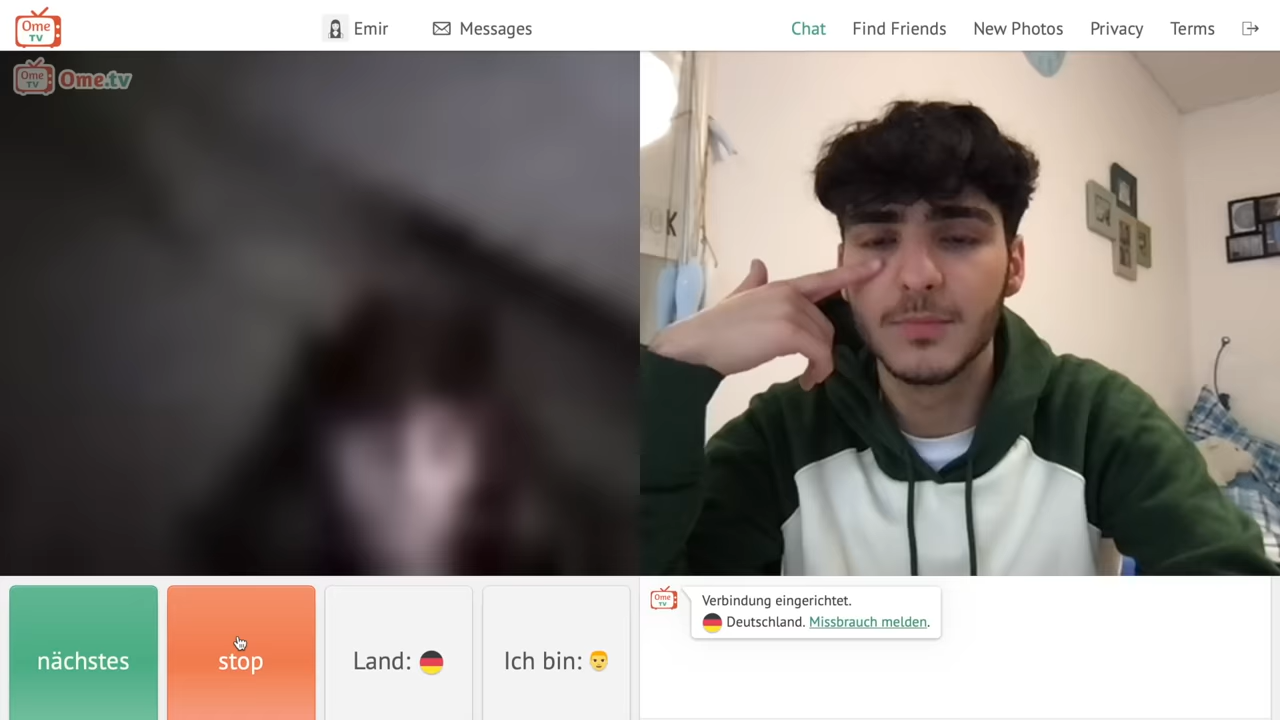 Ome
TV
Emir
Messages
Chat
Find Friends
New Photos
Privacy
Terms
Ome
TV
Ome.tv
OK
nächstes
stop
Land:
Ich bin:
Ome
TV
Verbindung eingerichtet.
Deutschland. Missbrauch melden.